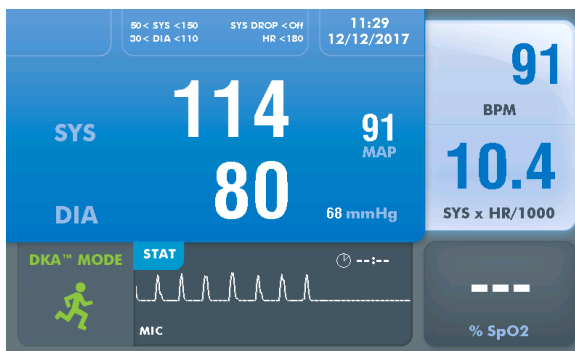 50< SYS <150 SYS DROP <Off
30< DIA <110 HR <180
11:29
12/12/2017
SYS 114
91
MAP
DIA 80
68 mmHg
91
BPM
10.4
SYS x HR/1000
DKA™ MODE
STAT
--:--
MIC
---
% SpO2